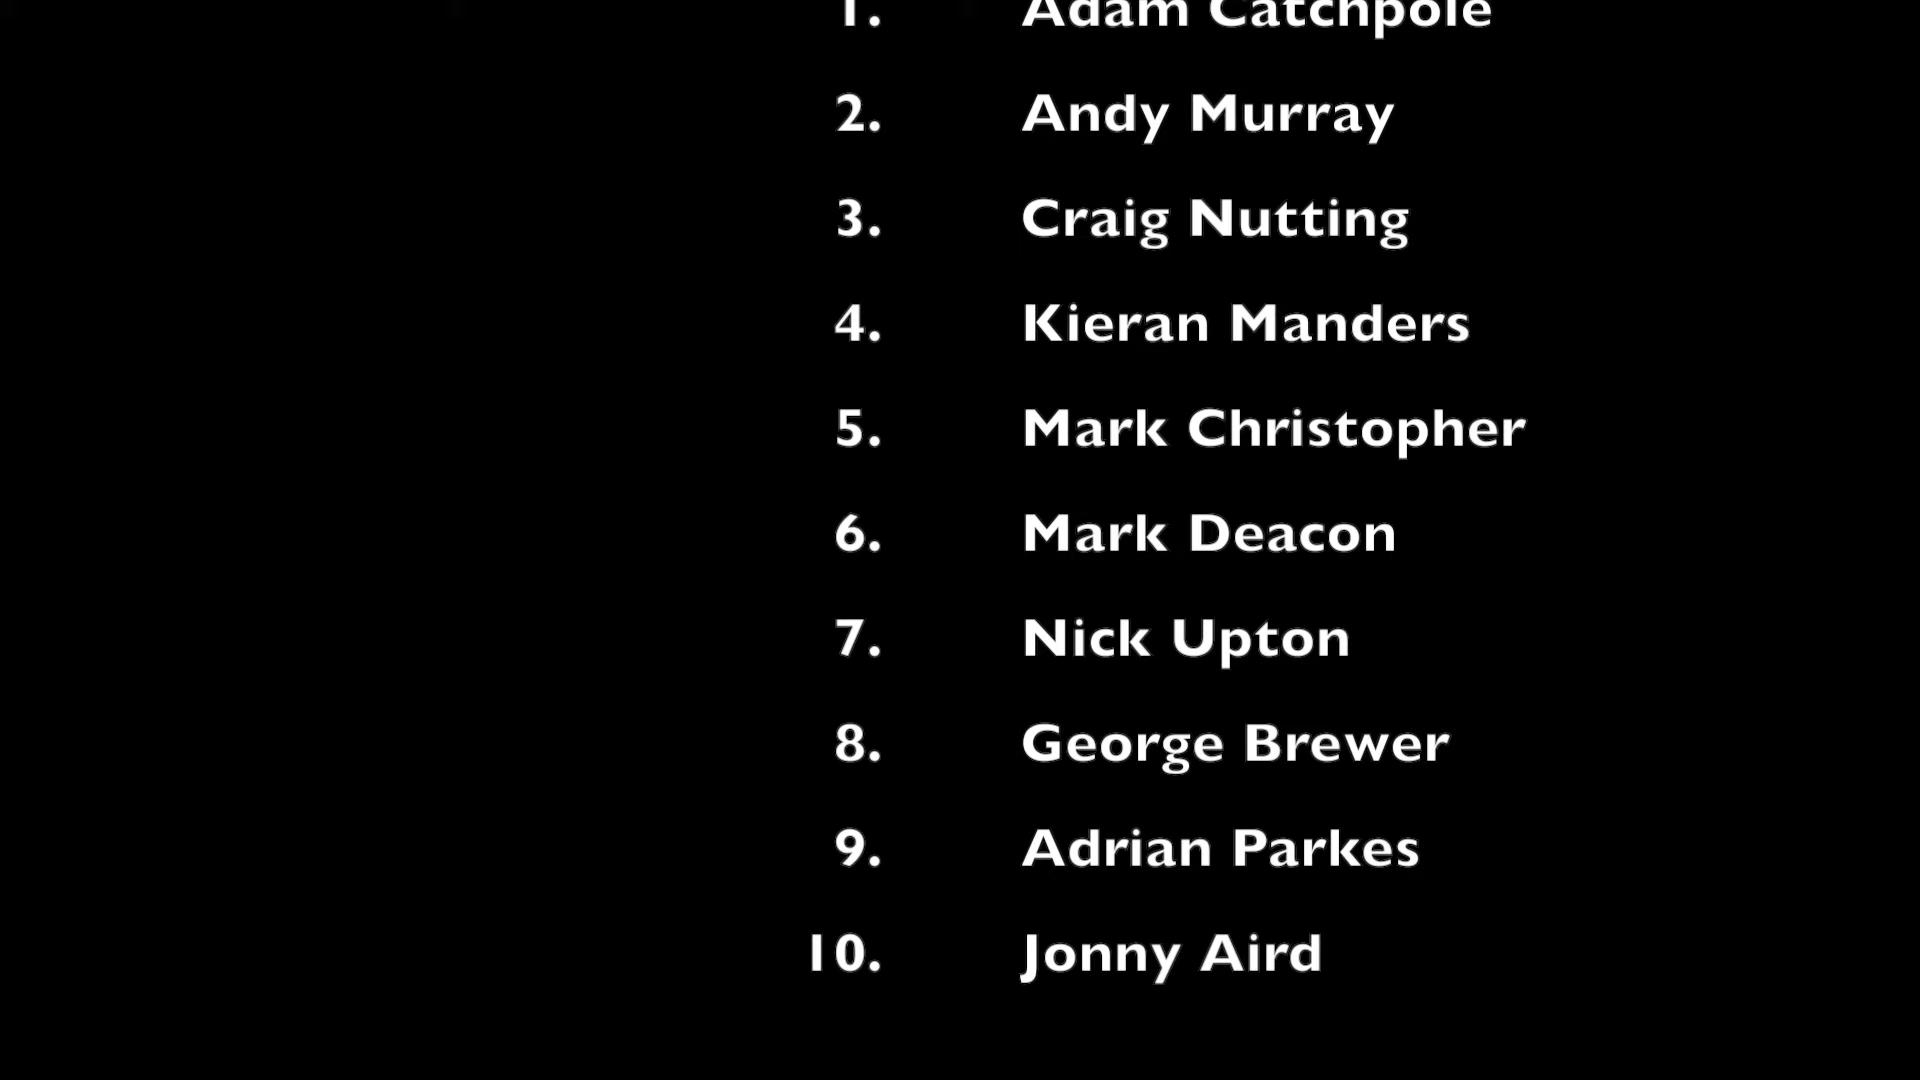 1. Adam Catchpole
2. Andy Murray
3. Craig Nutting
4. Kieran Manders
5. Mark Christopher
6. Mark Deacon
7. Nick Upton
8. George Brewer
9. Adrian Parkes
10. Jonny Aird